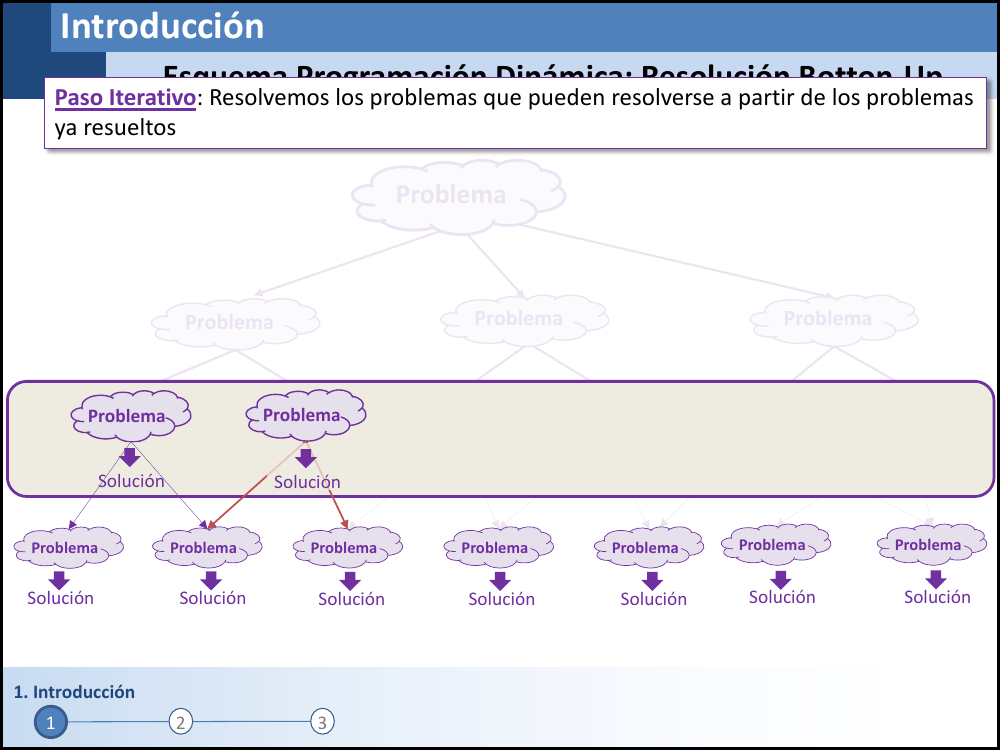 Introducción
Esquema Programación Dinámica: Resolución Botton-Up
Paso Iterativo: Resolvemos los problemas que pueden resolverse a partir de los problemas
ya resueltos
Problema
Problema Problema Problema
Problema Problema
Solución Solución
Problema Problema Problema Problema Problema Problema Problema
Solución Solución Solución Solución Solución Solución Solución
1. Introducción
1 2 3